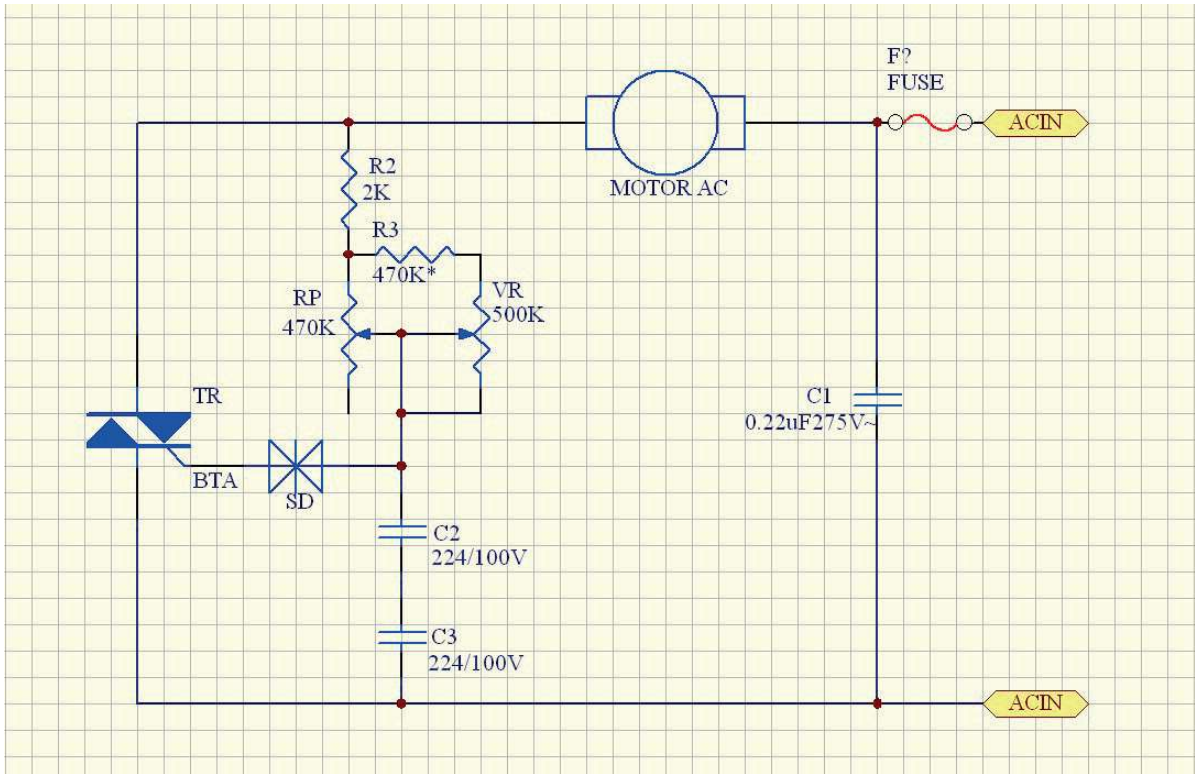 F?
FUSE
ACIN
MOTOR AC
R2
2K
R3
470K*
RP
470K
VR
500K
TR
C1
0.22uF275V~
BTA
SD
C2
224/100V
C3
224/100V
ACIN